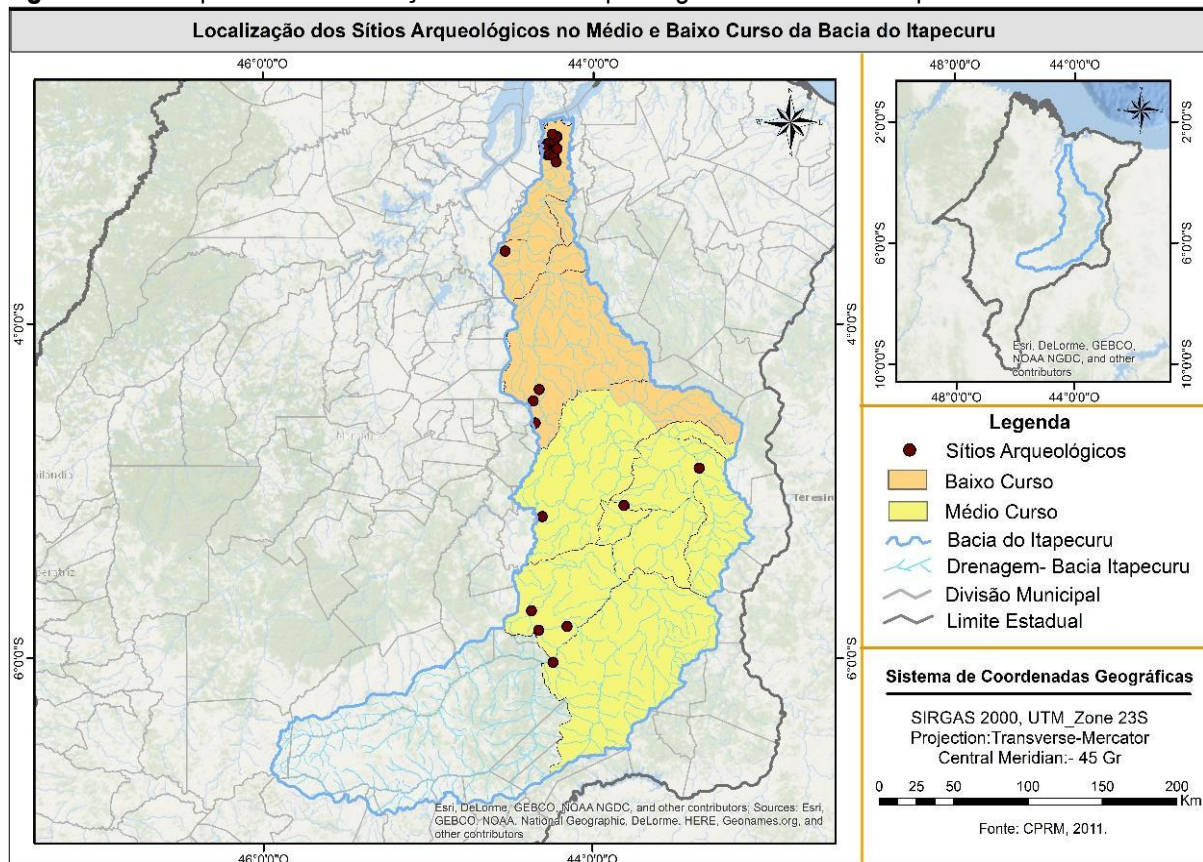 Localização dos Sítios Arqueológicos no Médio e Baixo Curso da Bacia do Itapecuru
46°0'0"O
44°0'0"O
4°0'0"S
6°0'0"S
4°0'0"S
6°0'0"S
46°0'0"O
44°0'0"O
Teresin
peratriz
Esri, DeLorme, GEBCO, NOAA NGDC, and other contributors; Sources: Esri,
GEBCO, NOAA, National Geographic, DeLorme, HERE, Geonames.org, and
other contributors
48°0'0"O
44°0'0"O
2°0'0"S
6°0'0"S
10°0'0"S
2°0'0"S
6°0'0"S
10°0'0"S
Esri, DeLorme, GEBCO,
NOAA NGDC, and other
contributors
48°0'0"O
44°0'0"O
Legenda
Sítios Arqueológicos
Baixo Curso
Médio Curso
Bacia do Itapecuru
Drenagem- Bacia Itapecuru
Divisão Municipal
Limite Estadual
Sistema de Coordenadas Geográficas
SIRGAS 2000, UTM_Zone 23S
Projection:Transverse-Mercator
Central Meridian:- 45 Gr
0 25 50 100 150 200
Km
Fonte: CPRM, 2011.